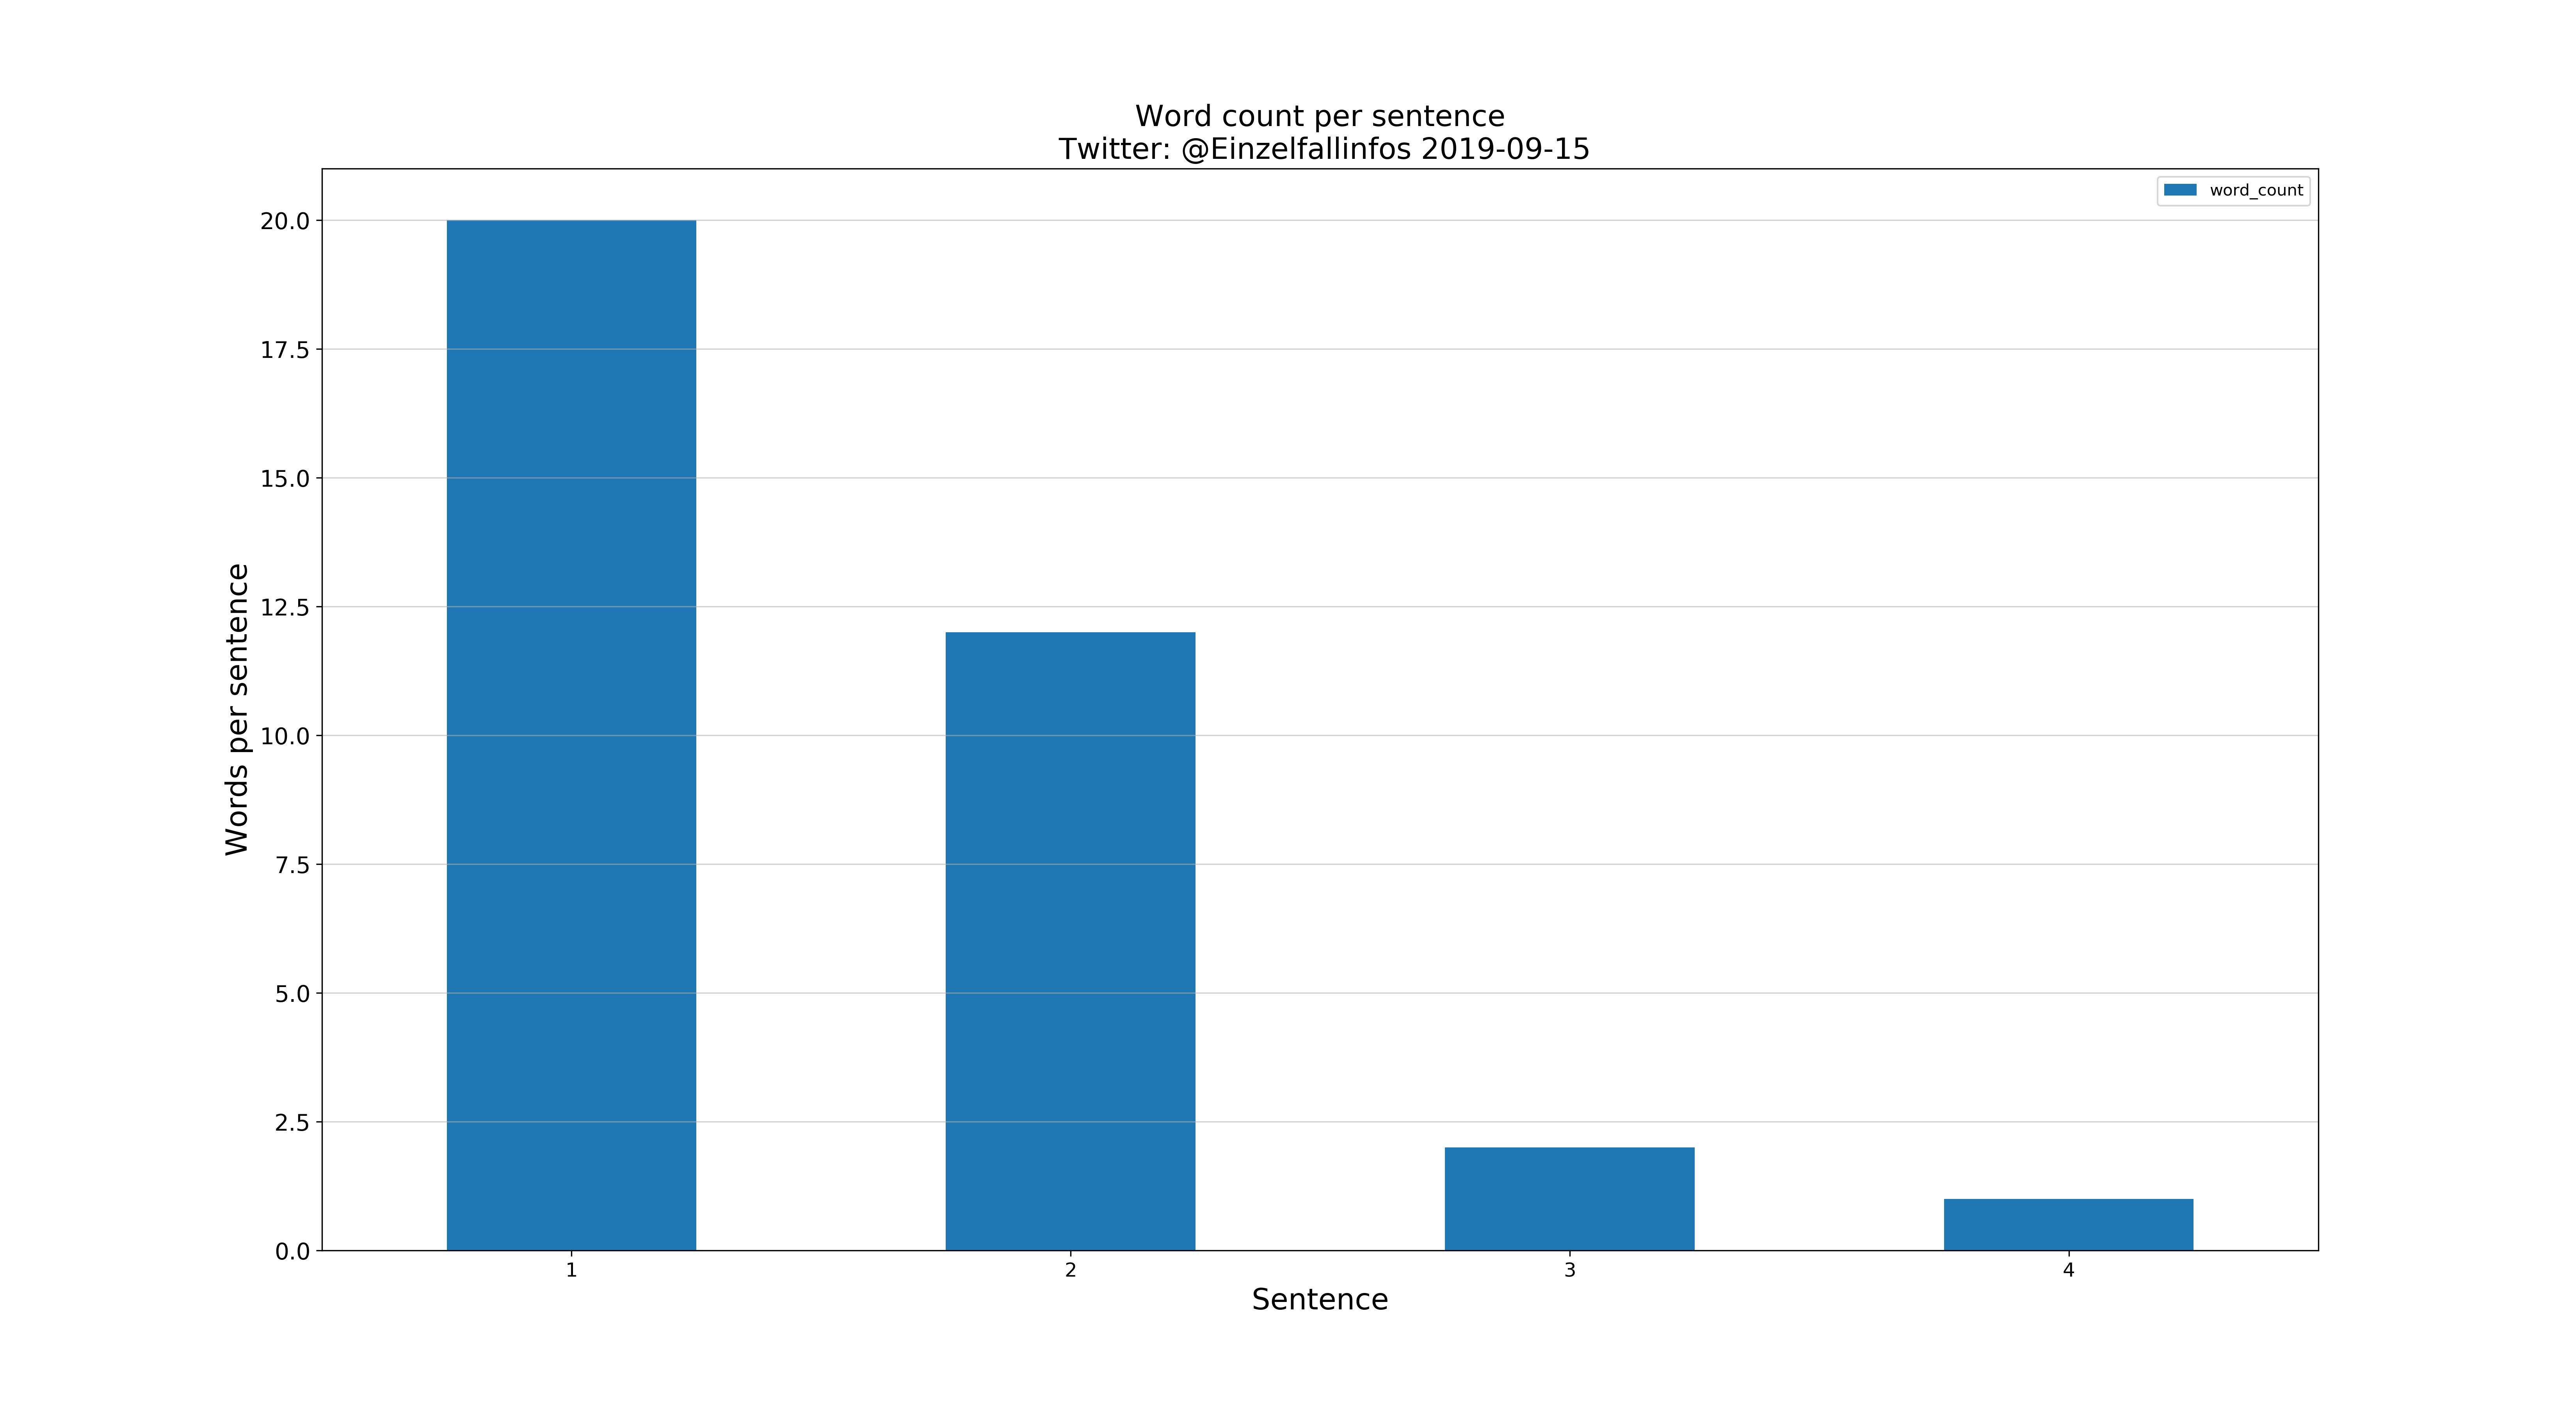 Word count per sentence
Twitter: @Einzelfallinfos 2019-09-15
word_count
20.0
17.5
15.0
12.5
10.0
7.5
5.0
2.5
0.0
Words per sentence
1 2 3 4
Sentence